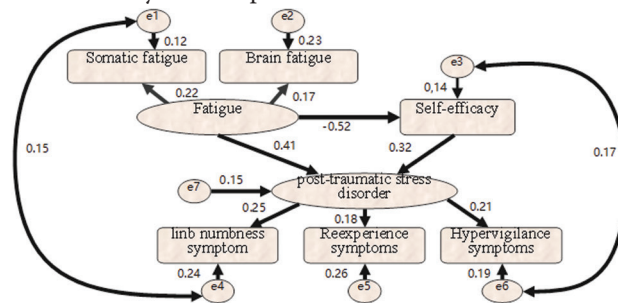 e1
e2
0.12
0.23
Somatic fatigue
Brain fatigue
e3
0,14
0.22
0.17
Fatigue
-0.52
Self-efficacy
0.15
0.41
0.32
0.17
e7
0.15
post-traumatic stress
disorder
0.25
0.18
0.21
linb numbness
symptom
Reexperience
symptoms
Hypervigilance
symptoms
0.24
e4
0.26
e5
0.19
e6